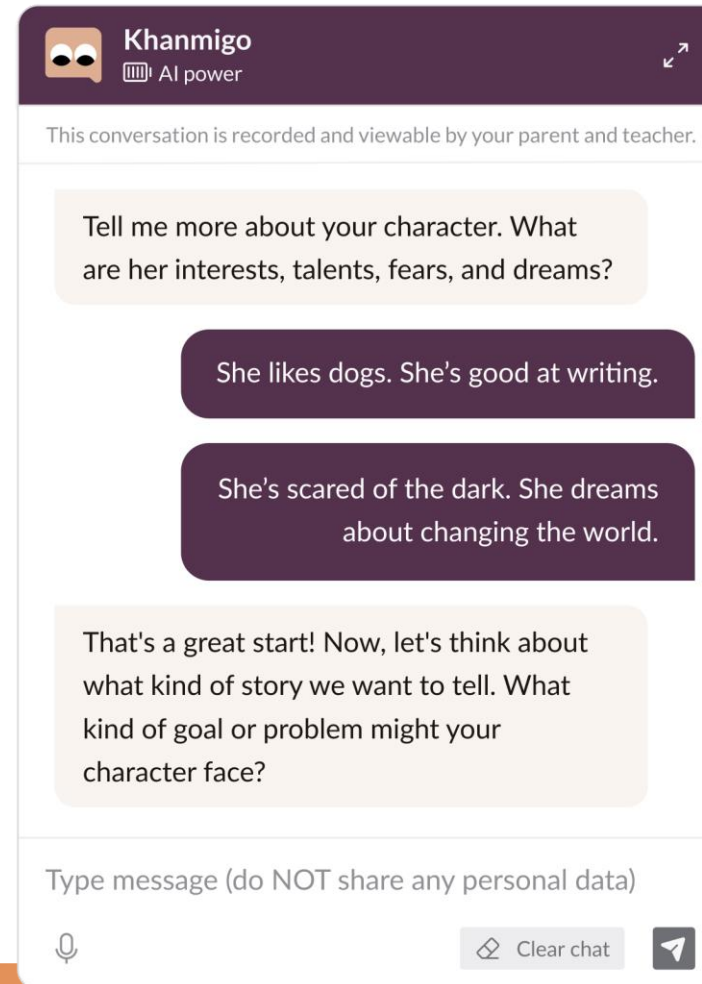 Khanmigo
AI power
This conversation is recorded and viewable by your parent and teacher.
Tell me more about your character. What
are her interests, talents, fears, and dreams?
She likes dogs. She’s good at writing.
She’s scared of the dark. She dreams
about changing the world.
That's a great start! Now, let's think about
what kind of story we want to tell. What
kind of goal or problem might your
character face?
Type message (do NOT share any personal data)
Clear chat